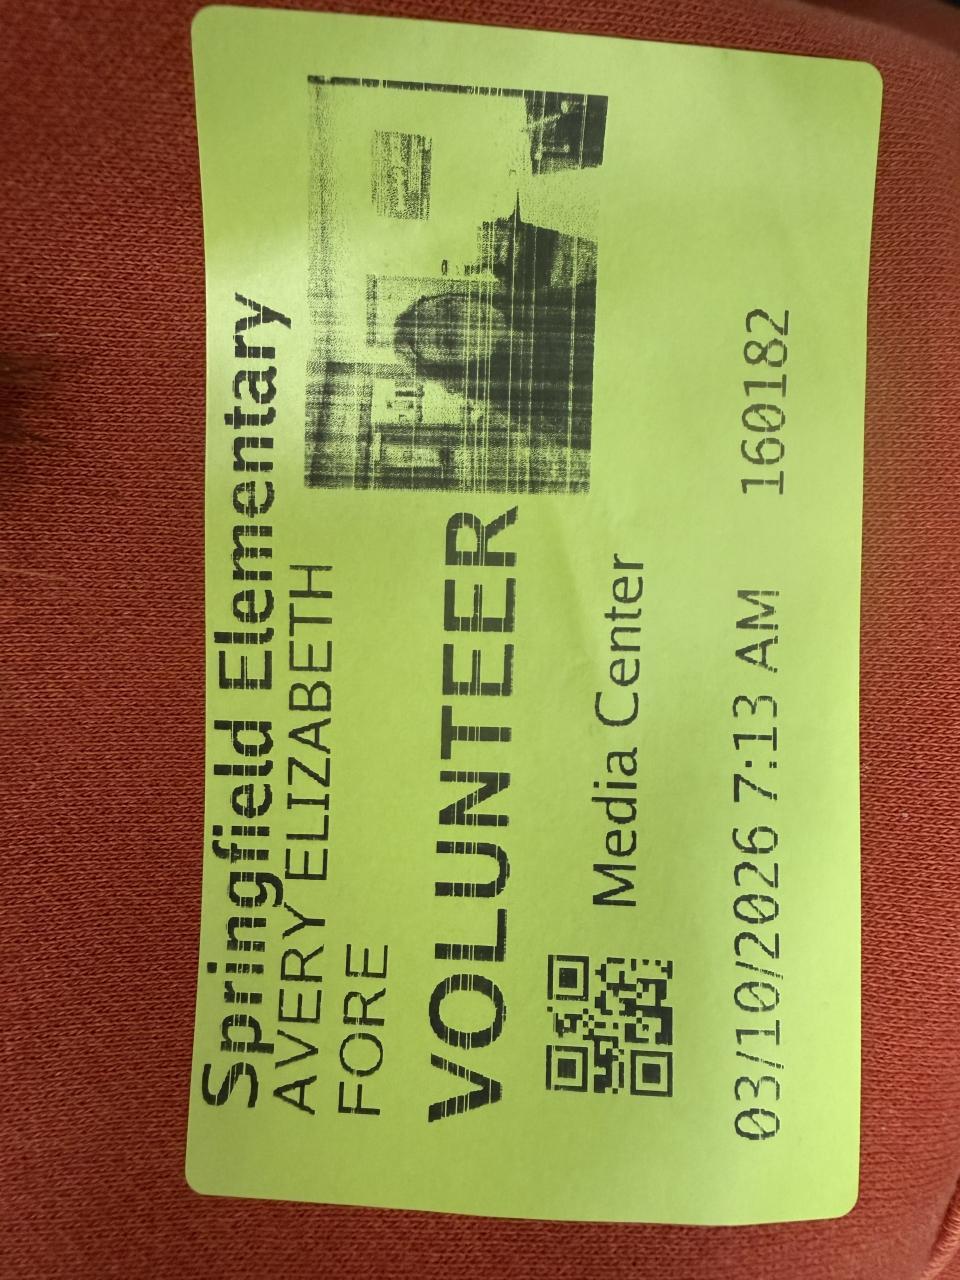 Springfield Elementary
AVERY ELIZABETH
FORE
VOLUNTEER
Media Center
03/10/2026 7:13 AM 160182